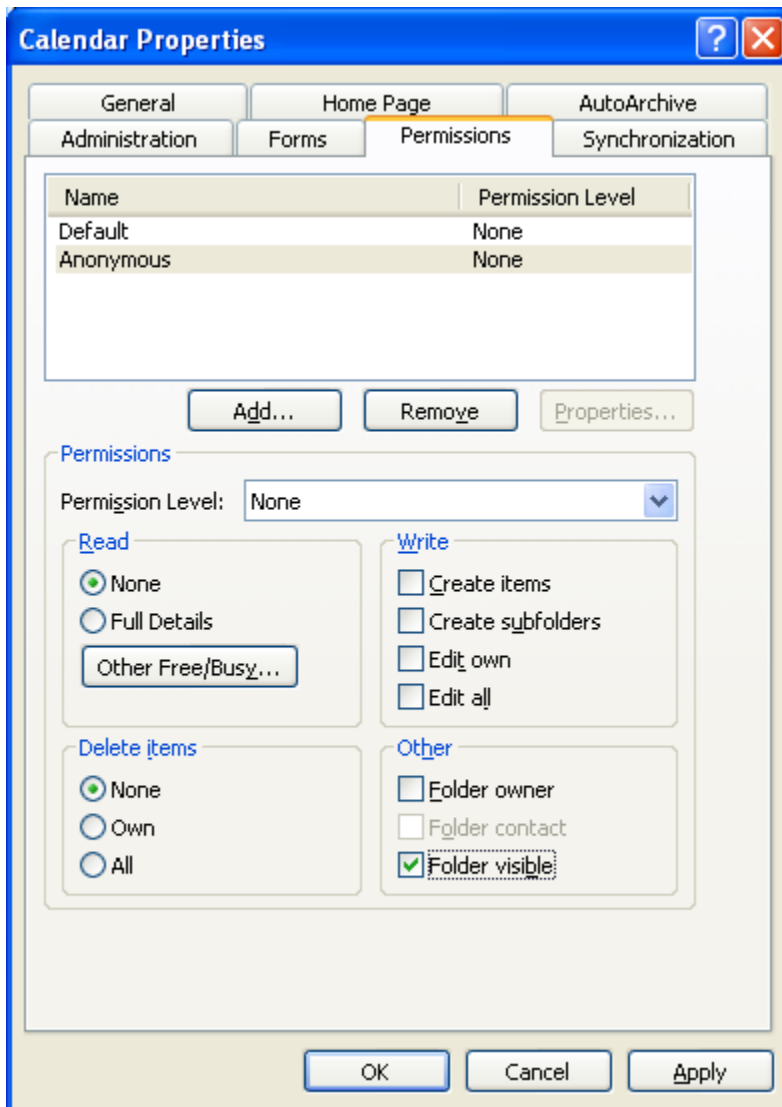 Calendar Properties
General Home Page AutoArchive
Administration Forms Permissions Synchronization
Name Permission Level
Default None
Anonymous None
Add... Remove Properties...
Permissions
Permission Level: None
Read Write
None Create items
Full Details Create subfolders
Other Free/Busy... Edit own
Edit all
Delete items Other
None Folder owner
Own Folder contact
All Folder visible
OK Cancel Apply